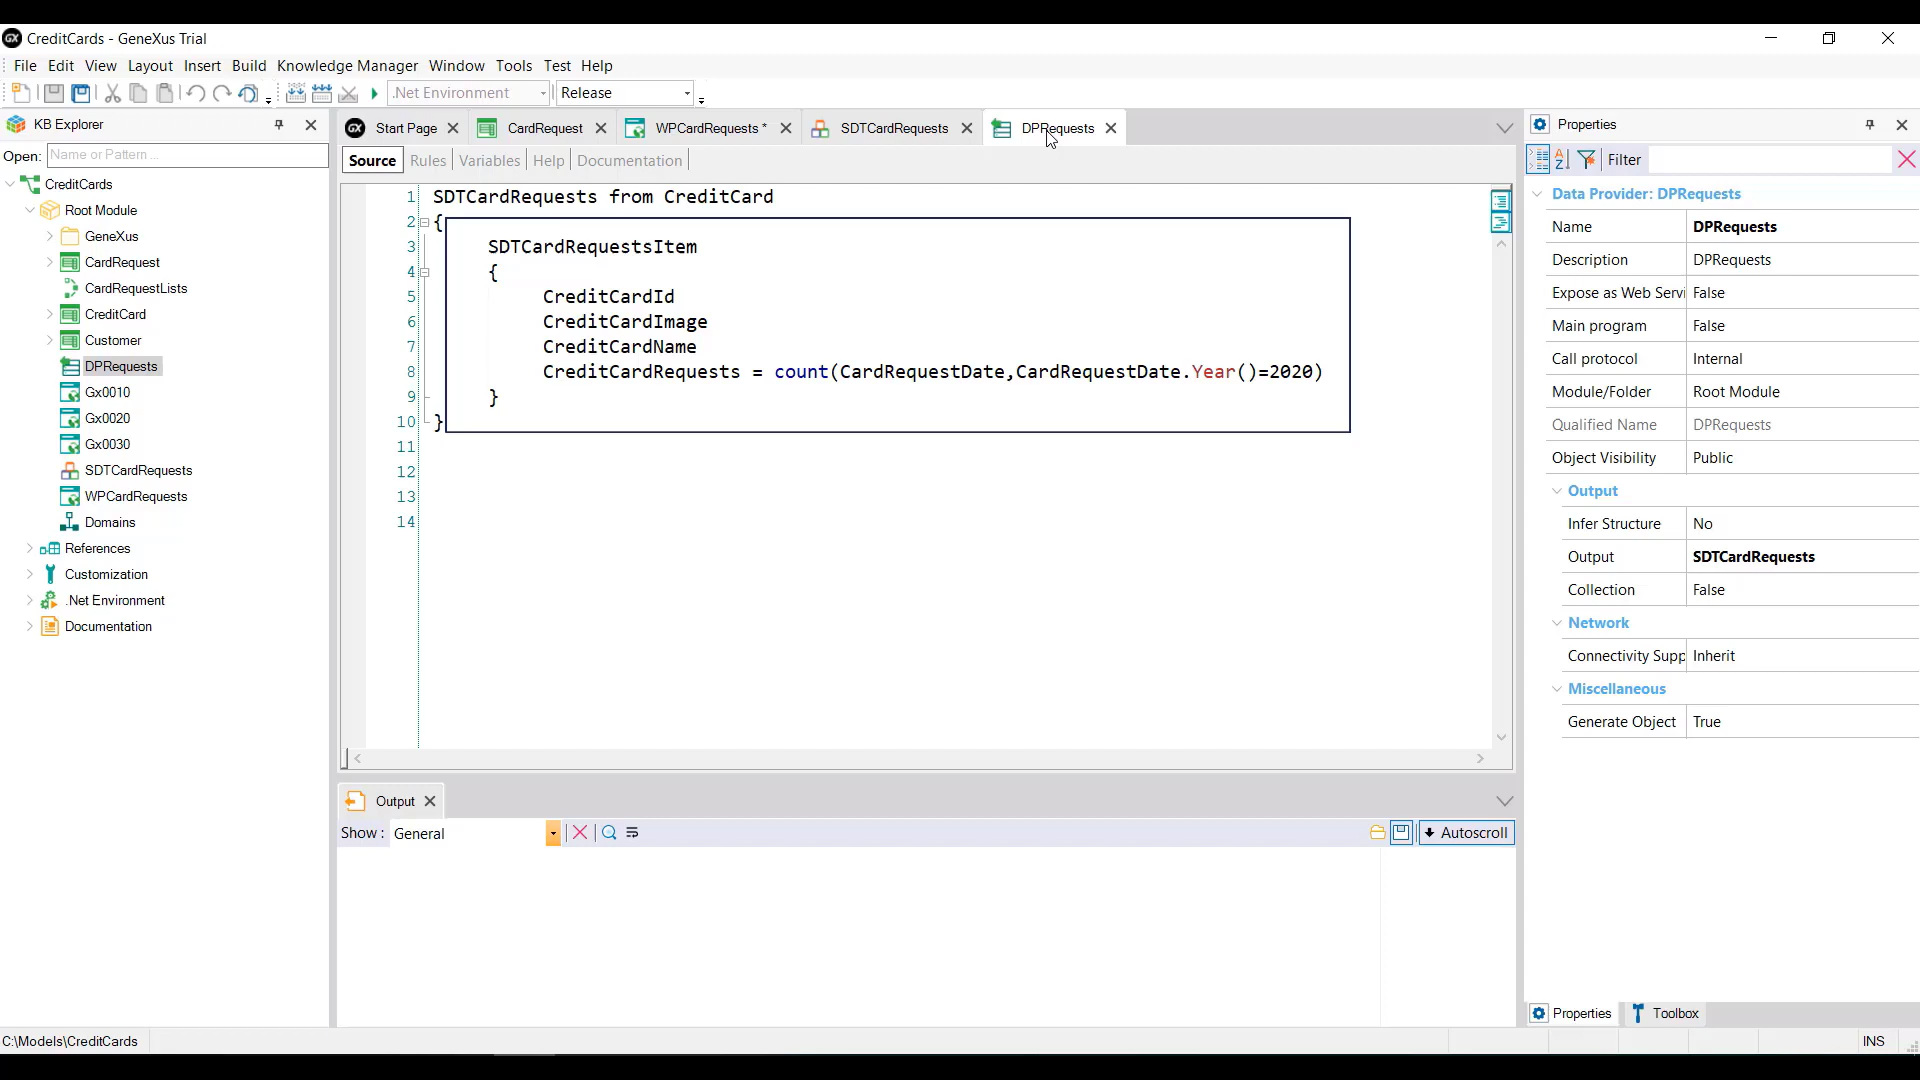 CreditCards - GeneXus Trial
File Edit View Layout Insert Build Knowledge Manager Window Tools Test Help
.Net Environment Release
KB Explorer
Open: Name or Pattern ...
CreditCards
Root Module
GeneXus
CardRequest
CardRequestLists
CreditCard
Customer
DPRequests
Gx0010
Gx0020
Gx0030
SDTCardRequests
WPCardRequests
Domains
References
Customization
.Net Environment
Documentation
Start Page CardRequest WPCardRequests * SDTCardRequests DPRequests
Source Rules Variables Help Documentation
1 SDTCardRequests from CreditCard
2 {
3 SDTCardRequestsItem
4 {
5 CreditCardId
6 CreditCardImage
7 CreditCardName
8 CreditCardRequests = count(CardRequestDate,CardRequestDate.Year()=2020)
9 }
10 }
11
12
13
14
Output
Show : General
Autoscroll
Properties
Filter
Data Provider: DPRequests
Name DPRequests
Description DPRequests
Expose as Web Servi False
Main program False
Call protocol Internal
Module/Folder Root Module
Qualified Name DPRequests
Object Visibility Public
Output
Infer Structure No
Output SDTCardRequests
Collection False
Network
Connectivity Supp Inherit
Miscellaneous
Generate Object True
Properties Toolbox
C:\Models\CreditCards INS